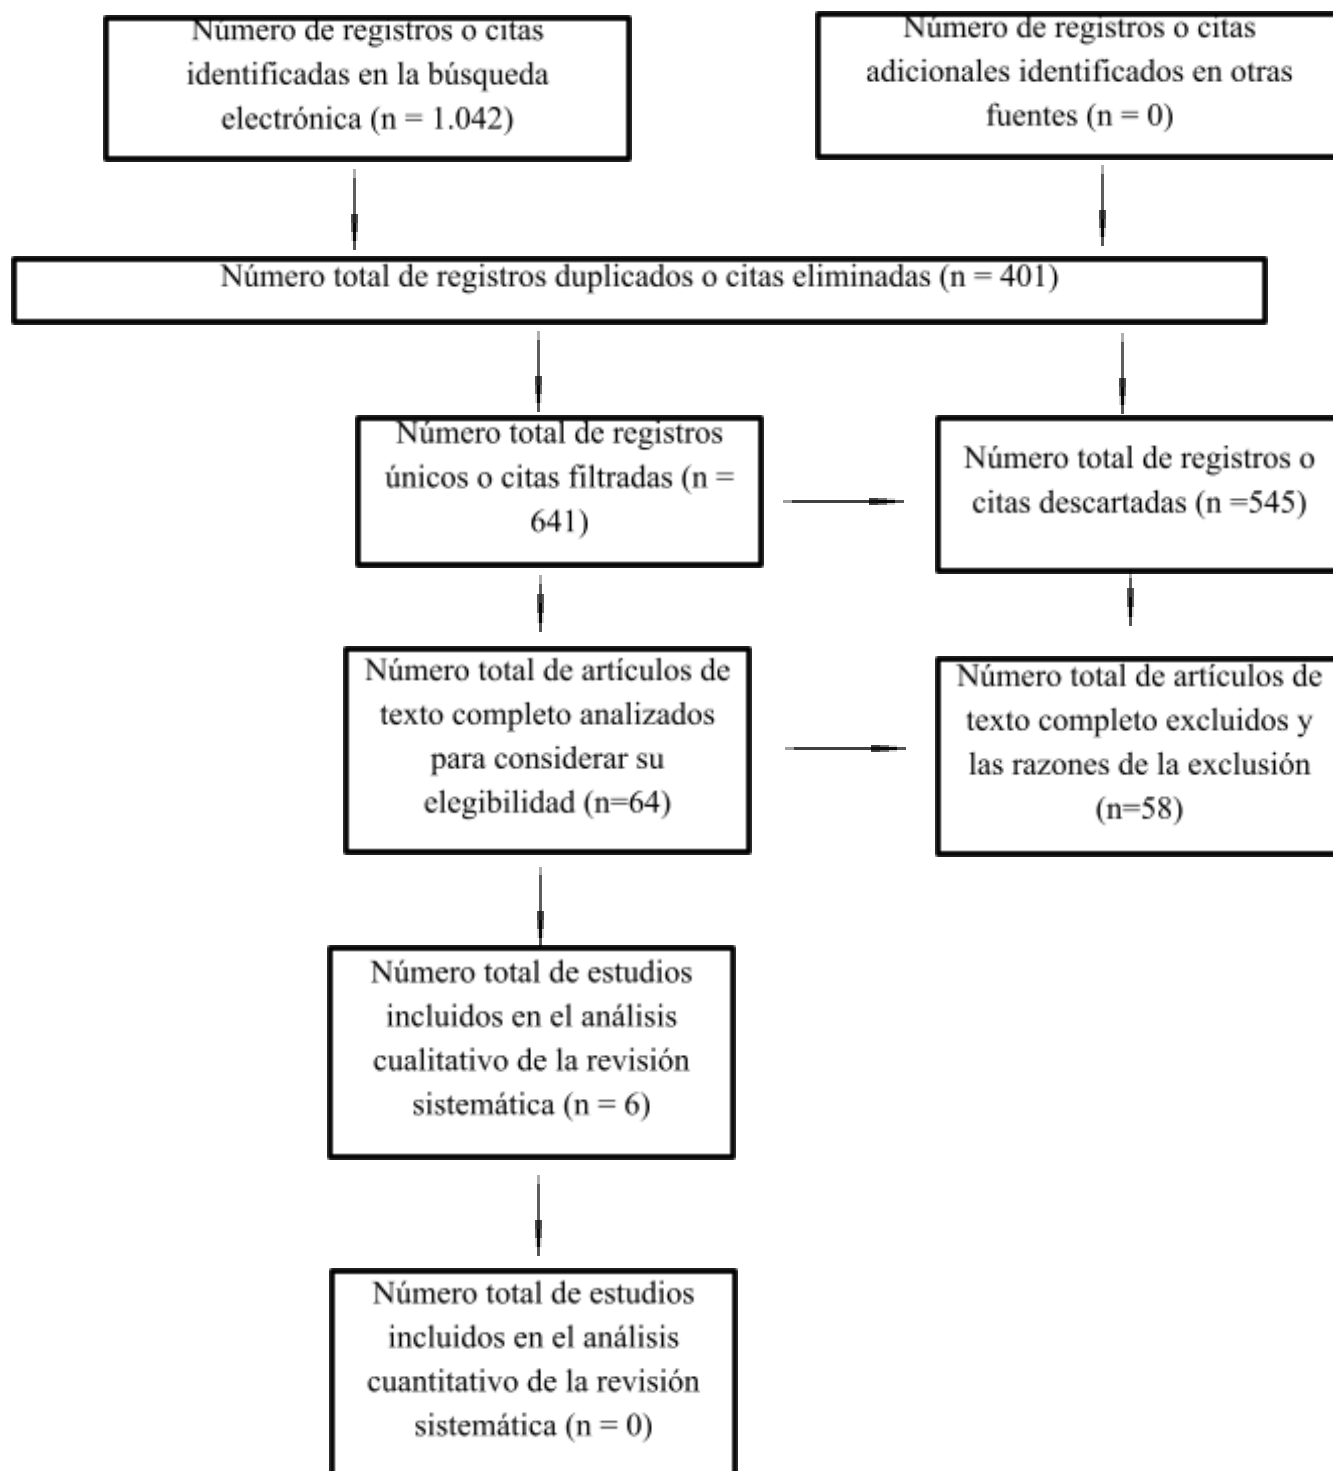 Número de registros o citas
identificadas en la búsqueda
electrónica (n = 1.042)
Número de registros o citas
adicionales identificados en otras
fuentes (n = 0)
Número total de registros duplicados o citas eliminadas (n = 401)
Número total de registros
únicos o citas filtradas (n =
641)
Número total de registros o
citas descartadas (n =545)
Número total de artículos de
texto completo analizados
para considerar su
elegibilidad (n=64)
Número total de artículos de
texto completo excluidos y
las razones de la exclusión
(n=58)
Número total de estudios
incluidos en el análisis
cualitativo de la revisión
sistemática (n = 6)
Número total de estudios
incluidos en el análisis
cuantitativo de la revisión
sistemática (n = 0)